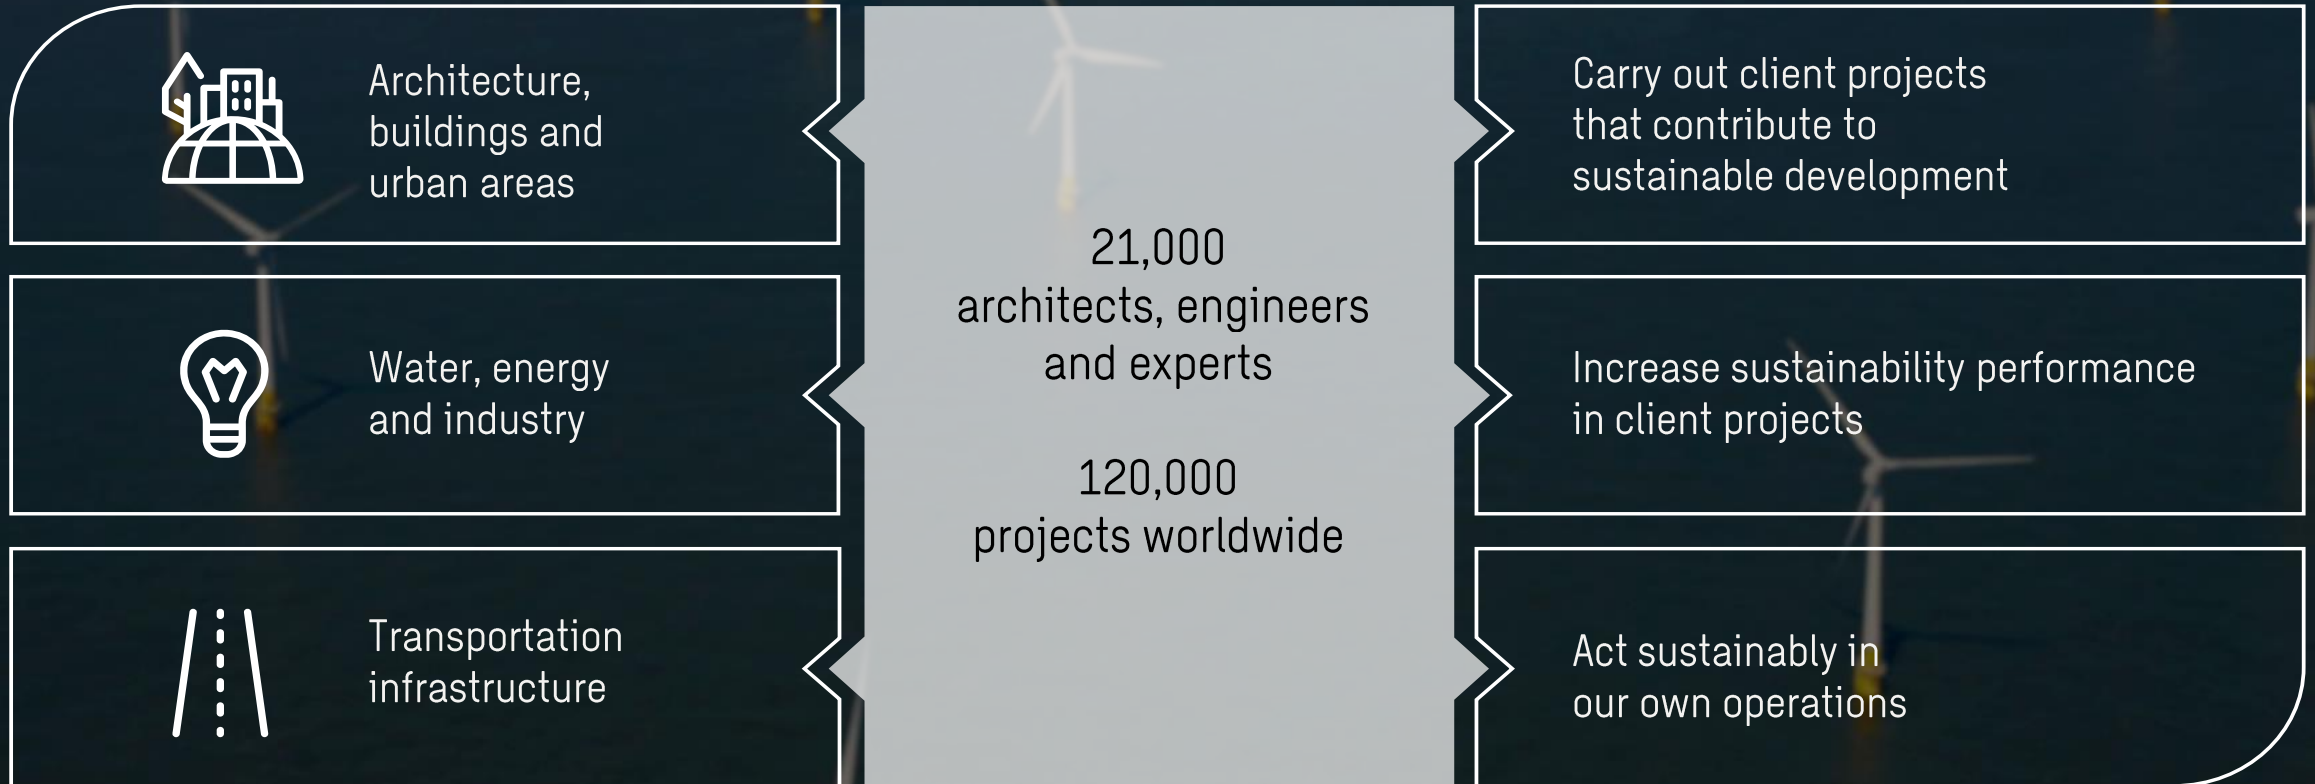 Architecture,
buildings and
urban areas
Water, energy
and industry
Transportation
infrastructure
21,000
architects, engineers
and experts
120,000
projects worldwide
Carry out client projects
that contribute to
sustainable development
Increase sustainability performance
in client projects
Act sustainably in
our own operations